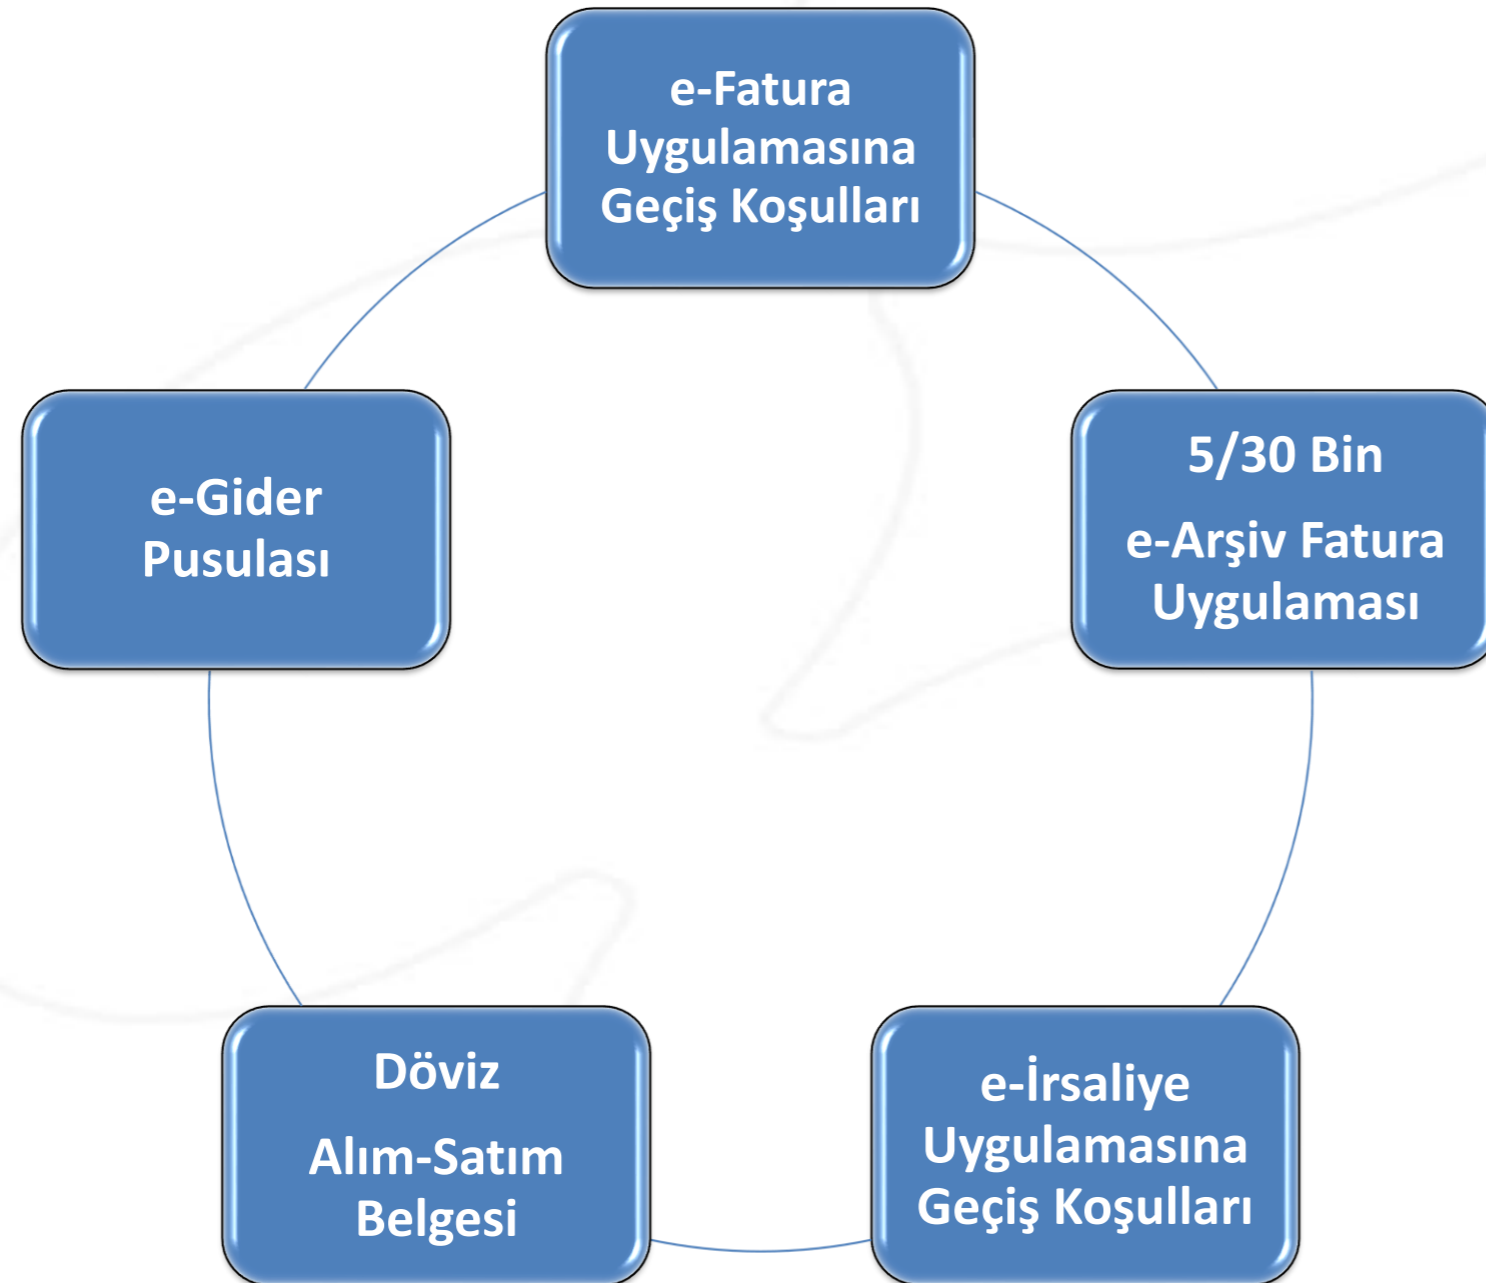 e-Fatura
Uygulamasına
Geçiş Koşulları
5/30 Bin
e-Arşiv Fatura
Uygulaması
e-İrsaliye
Uygulamasına
Geçiş Koşulları
Döviz
Alım-Satım
Belgesi
e-Gider
Pusulası